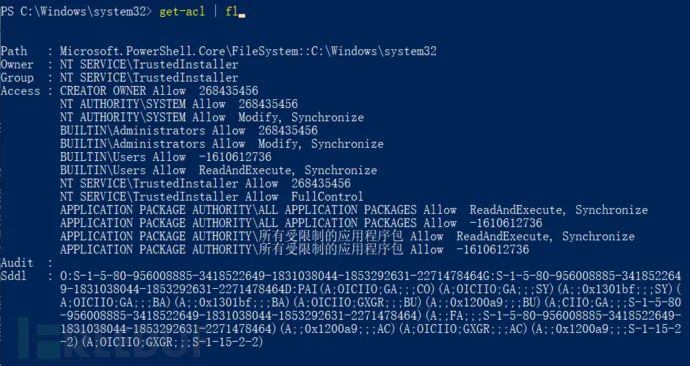 PS C:\Windows\system32> get-acl | fl
Path : Microsoft.PowerShell.Core\FileSystem::C:\Windows\system32
Owner : NT SERVICE\TrustedInstaller
Group : NT SERVICE\TrustedInstaller
Access : CREATOR OWNER Allow 268435456
NT AUTHORITY\SYSTEM Allow 268435456
NT AUTHORITY\SYSTEM Allow Modify, Synchronize
BUILTIN\Administrators Allow 268435456
BUILTIN\Administrators Allow Modify, Synchronize
BUILTIN\Users Allow -1610612736
BUILTIN\Users Allow ReadAndExecute, Synchronize
NT SERVICE\TrustedInstaller Allow 268435456
NT SERVICE\TrustedInstaller Allow FullControl
APPLICATION PACKAGE AUTHORITY\ALL APPLICATION PACKAGES Allow ReadAndExecute, Synchronize
APPLICATION PACKAGE AUTHORITY\ALL APPLICATION PACKAGES Allow -1610612736
APPLICATION PACKAGE AUTHORITY\所有受限制的应用程序包 Allow ReadAndExecute, Synchronize
APPLICATION PACKAGE AUTHORITY\所有受限制的应用程序包 Allow -1610612736
Audit :
Sddl : O:S-1-5-80-956008885-3418522649-1831038044-1853292631-2271478464G:S-1-5-80-956008885-341852264
9-1831038044-1853292631-2271478464D:PAI(A;OICIIO;GA;;;CO)(A;OICIIO;GA;;;SY)(A;;0x1301bf;;;SY)(
A;OICIIO;GA;;;BA)(A;;0x1301bf;;;BA)(A;OICIIO;GXGR;;;BU)(A;;0x1200a9;;;BU)(A;CIIO;GA;;;S-1-5-8
0-956008885-3418522649-1831038044-1853292631-2271478464)(A;;FA;;;S-1-5-80-956008885-3418522649
-1831038044-1853292631-2271478464)(A;;0x1200a9;;;AC)(A;OICIIO;GXGR;;;AC)(A;;0x1200a9;;;S-1-15-2
-2)(A;OICIIO;GXGR;;;S-1-15-2-2)